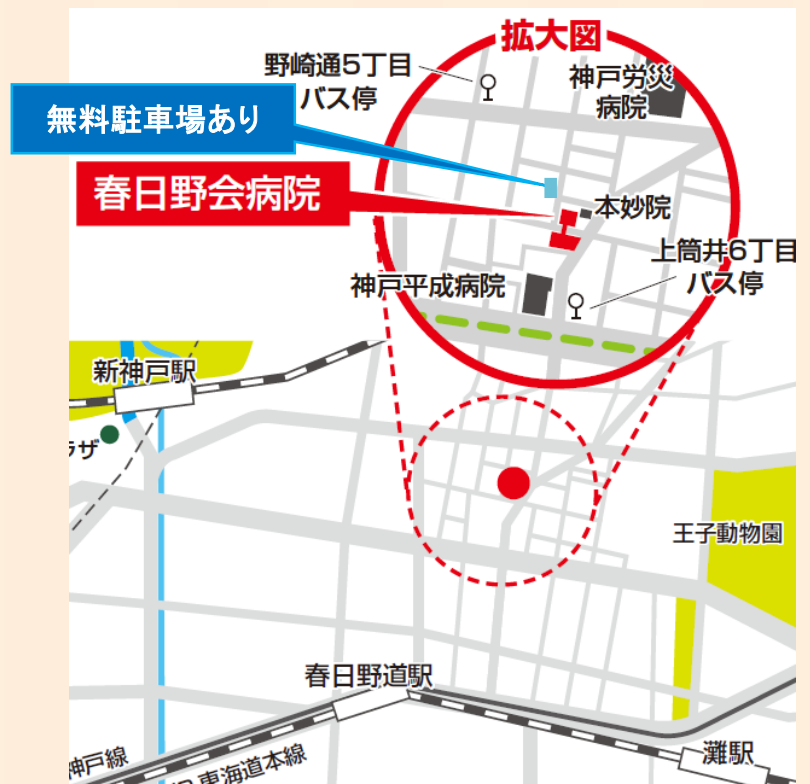 拡大図
野崎通5丁目
バス停
神戸労災
病院
無料駐車場あり
春日野会病院
本妙院
上筒井6丁目
バス停
神戸平成病院
新神戸駅
ラザ
王子動物園
春日野道駅
灘駅
神戸線
東海道本線